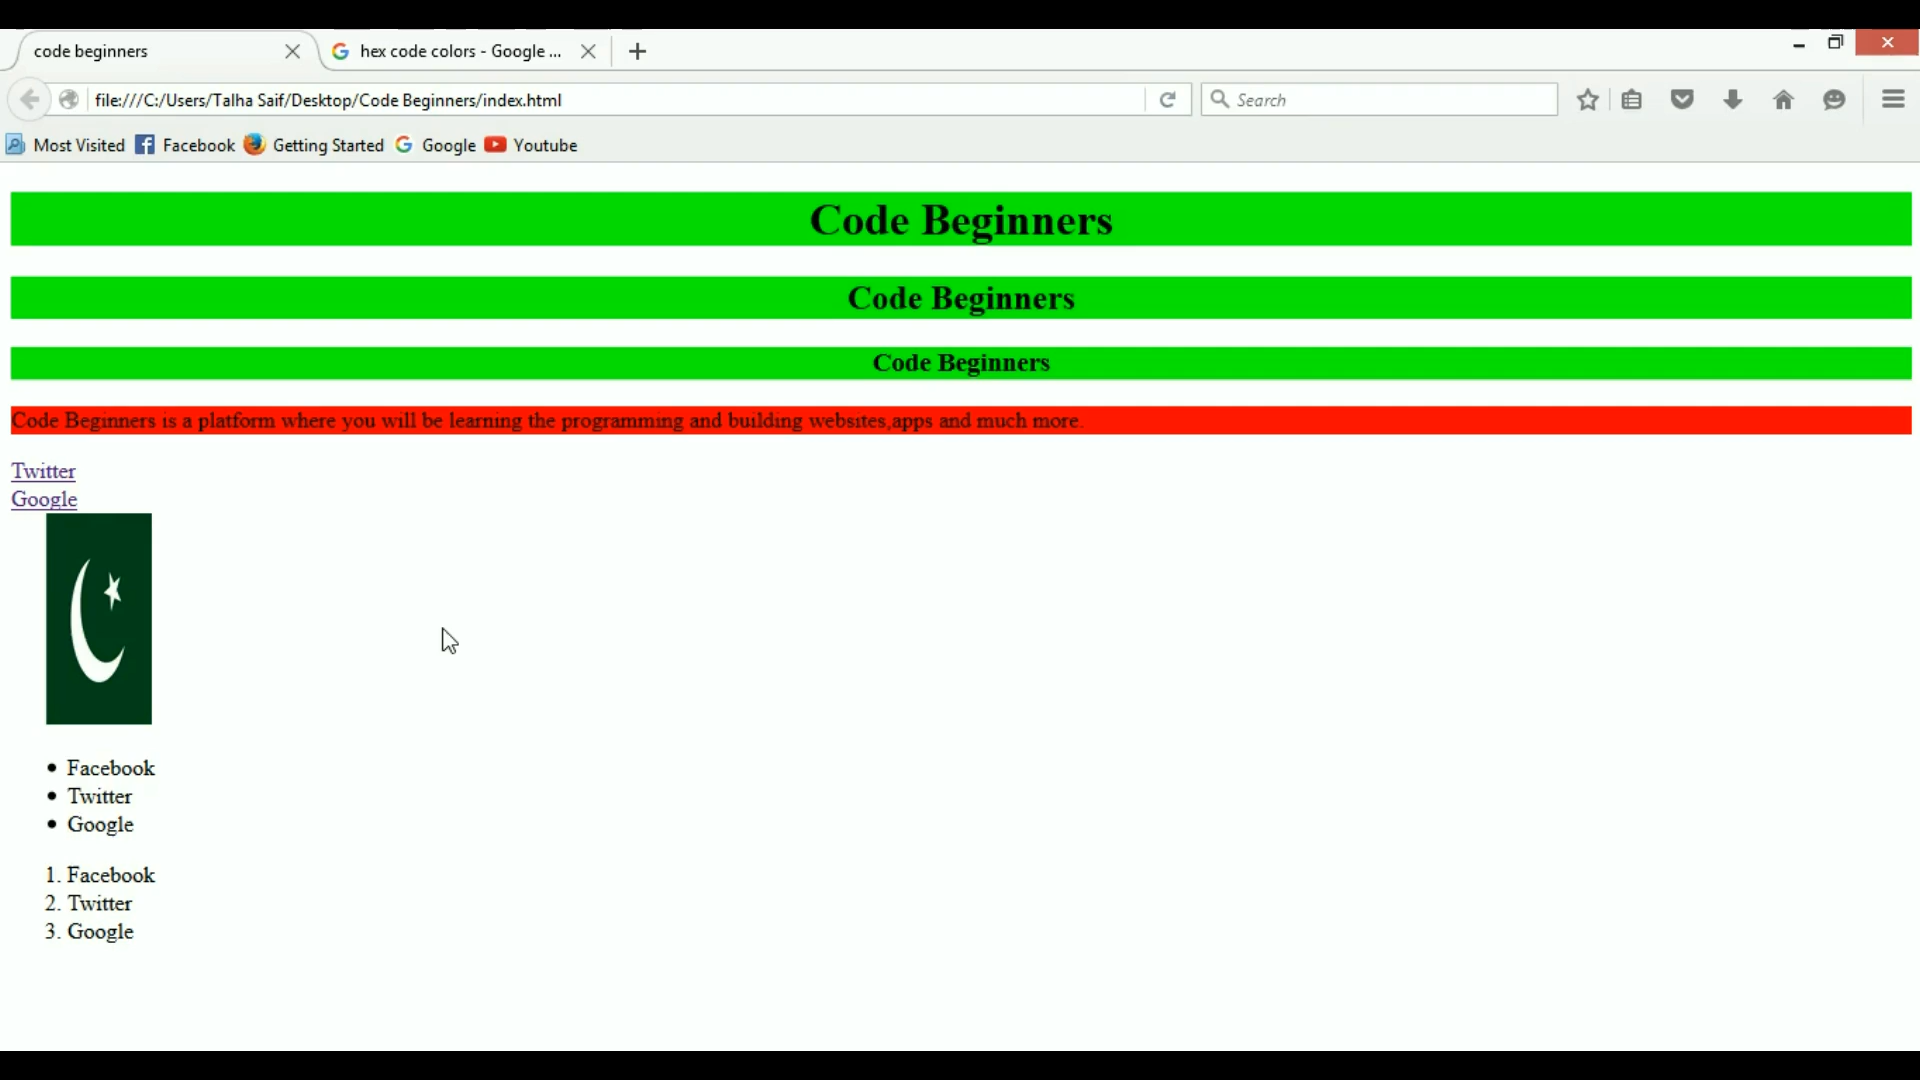 code beginners
hex code colors - Google ...
file:///C:/Users/Talha Saif/Desktop/Code Beginners/index.html
Search
Most Visited Facebook Getting Started Google Youtube
Code Beginners
Code Beginners
Code Beginners
Code Beginners is a platform where you will be learning the programming and building websites,apps and much more.
Twitter
Google
• Facebook
• Twitter
• Google
1. Facebook
2. Twitter
3. Google